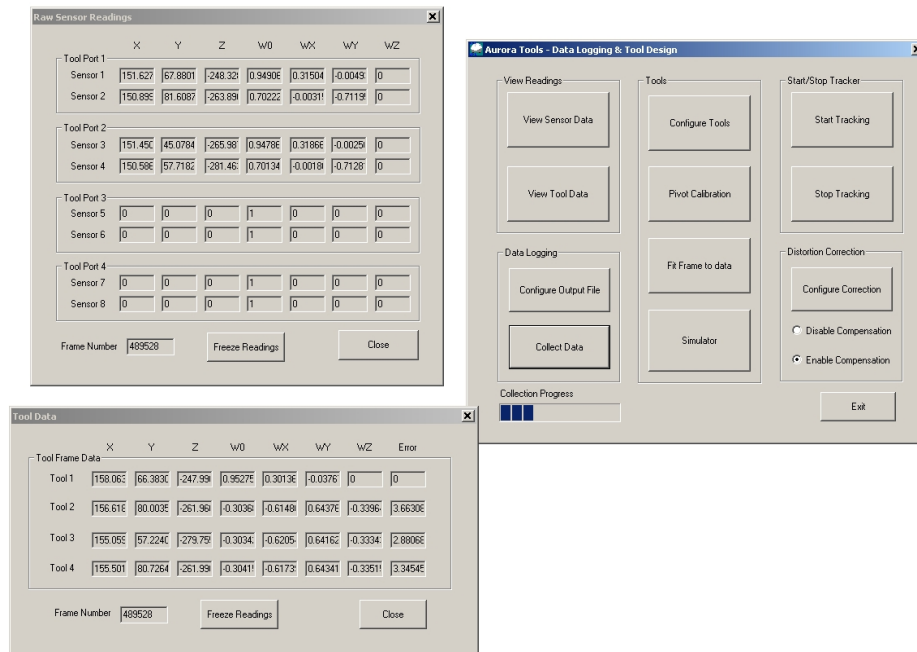 Raw Sensor Readings
X Y Z W0 WX WY WZ
Tool Port 1
Sensor 1 151.627 67.8801 -248.328 0.94906 0.31504 -0.0049 0
Sensor 2 150.899 81.6087 -263.890 0.70222 -0.0031 -0.7119 0
Tool Port 2
Sensor 3 151.450 45.0784 -265.98 0.94786 0.31866 -0.0025 0
Sensor 4 150.586 57.7182 -281.46 0.70134 -0.0018 -0.7128 0
Tool Port 3
Sensor 5 0 0 0 1 0 0 0
Sensor 6 0 0 0 1 0 0 0
Tool Port 4
Sensor 7 0 0 0 1 0 0 0
Sensor 8 0 0 0 1 0 0 0
Frame Number 489528 Freeze Readings Close
Aurora Tools - Data Logging & Tool Design
View Readings
View Sensor Data
View Tool Data
Data Logging
Configure Output File
Collect Data
Collection Progress
Tools
Configure Tools
Pivot Calibration
Fit Frame to data
Simulator
Start/Stop Tracker
Start Tracking
Stop Tracking
Distortion Correction
Configure Correction
Disable Compensation
Enable Compensation
Exit
Tool Data
X Y Z W0 WX WY WZ Error
Tool Frame Data
Tool 1 158.063 66.3830 -247.99 0.95275 0.30136 -0.0376 0 0
Tool 2 156.618 80.0035 -261.96 -0.3036 -0.6148 0.64376 -0.3396 3.66308
Tool 3 155.059 57.2240 -279.75 -0.3034 -0.6205 0.64162 -0.3334 2.88068
Tool 4 155.501 80.7264 -261.99 -0.3041 -0.6173 0.64341 -0.3351 3.34545
Frame Number 489528 Freeze Readings Close